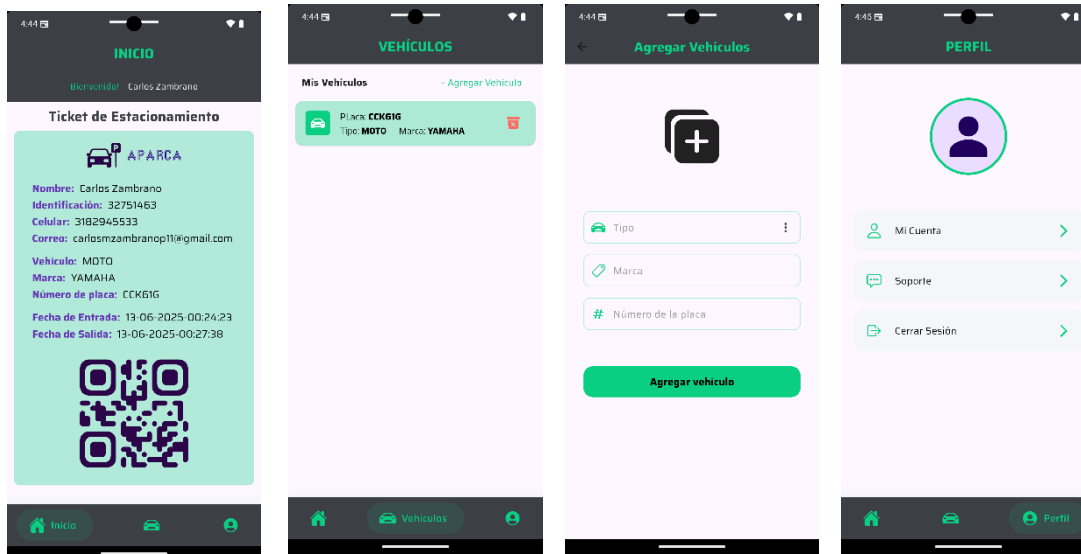 4:44
INICIO
Bienvenido! Carlos Zambrano
Ticket de Estacionamiento
P APARCA
Nombre: Carlos Zambrano
Identificación: 32751463
Celular: 3182945533
Correo: carlosmzambranop11@gmail.com
Vehiculo: MOTO
Marca: YAMAHA
Número de placa: CCK61G
Fecha de Entrada: 13-06-2025-00:24:23
Fecha de Salida: 13-06-2025-00:27:38
Inicio
4:44
VEHÍCULOS
Mis Vehículos
+ Agregar Vehiculo
PLaca: CCK61G
Tipo: MOTO Marca: YAMAHA
Vehiculos
4:44
Agregar Vehículos
Tipo
Marca
# Número de la placa
Agregar vehículo
4:45
PERFIL
Mi Cuenta
Soporte
Cerrar Sesión
Perfil